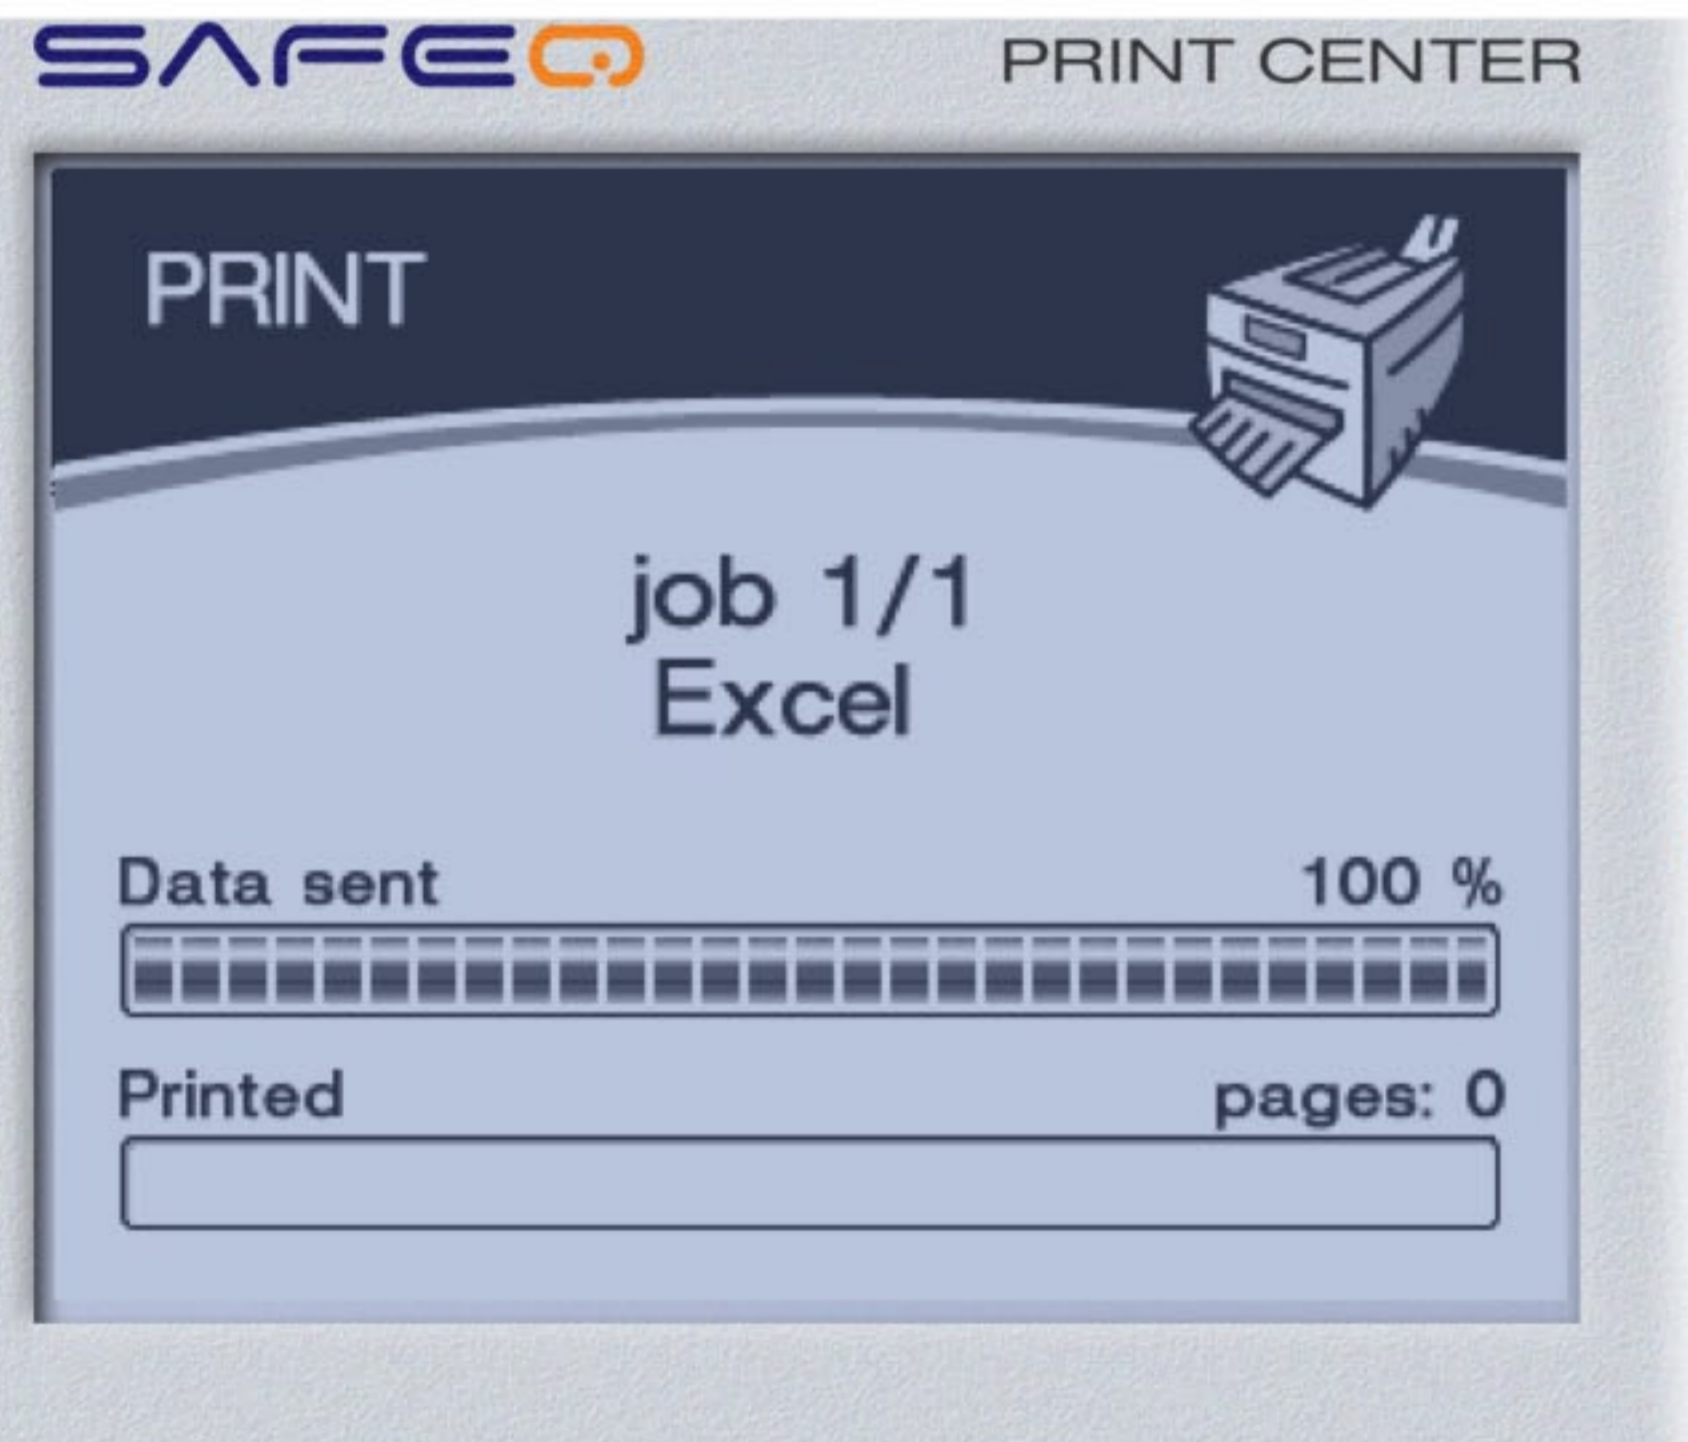 SAFEQ PRINT CENTER
PRINT
job 1/1
Excel
Data sent 100 %
Printed pages: 0